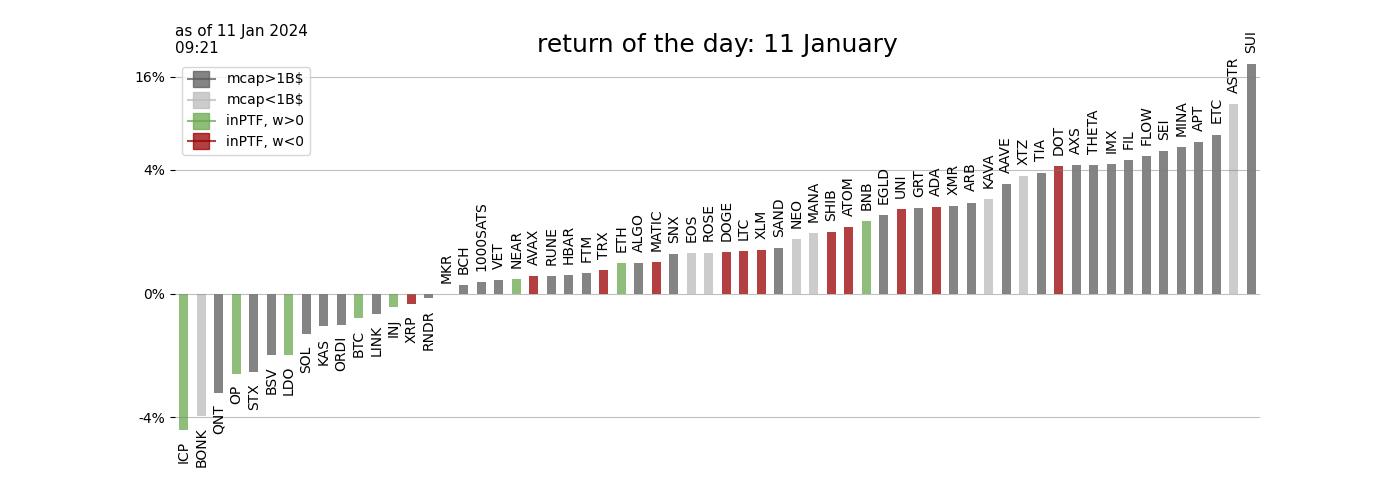 as of 11 Jan 2024
09:21
return of the day: 11 January
mcap>1B$
mcap<1B$
inPTF, w>0
inPTF, w<0
16%
4%
0%
-4%
ICP
BONK
QNT
OP
STX
BSV
LDO
SOL
KAS
ORDI
BTC
LINK
INJ
XRP
RNDR
MKR
BCH
1000SATS
VET
NEAR
AVAX
RUNE
HBAR
FTM
TRX
ETH
ALGO
MATIC
SNX
EOS
ROSE
DOGE
LTC
XLM
SAND
NEO
MANA
SHIB
ATOM
BNB
EGLD
UNI
GRT
ADA
XMR
ARB
KAVA
AAVE
XTZ
TIA
DOT
AXS
THETA
IMX
FIL
FLOW
SEI
MINA
APT
ETC
ASTR
SUI